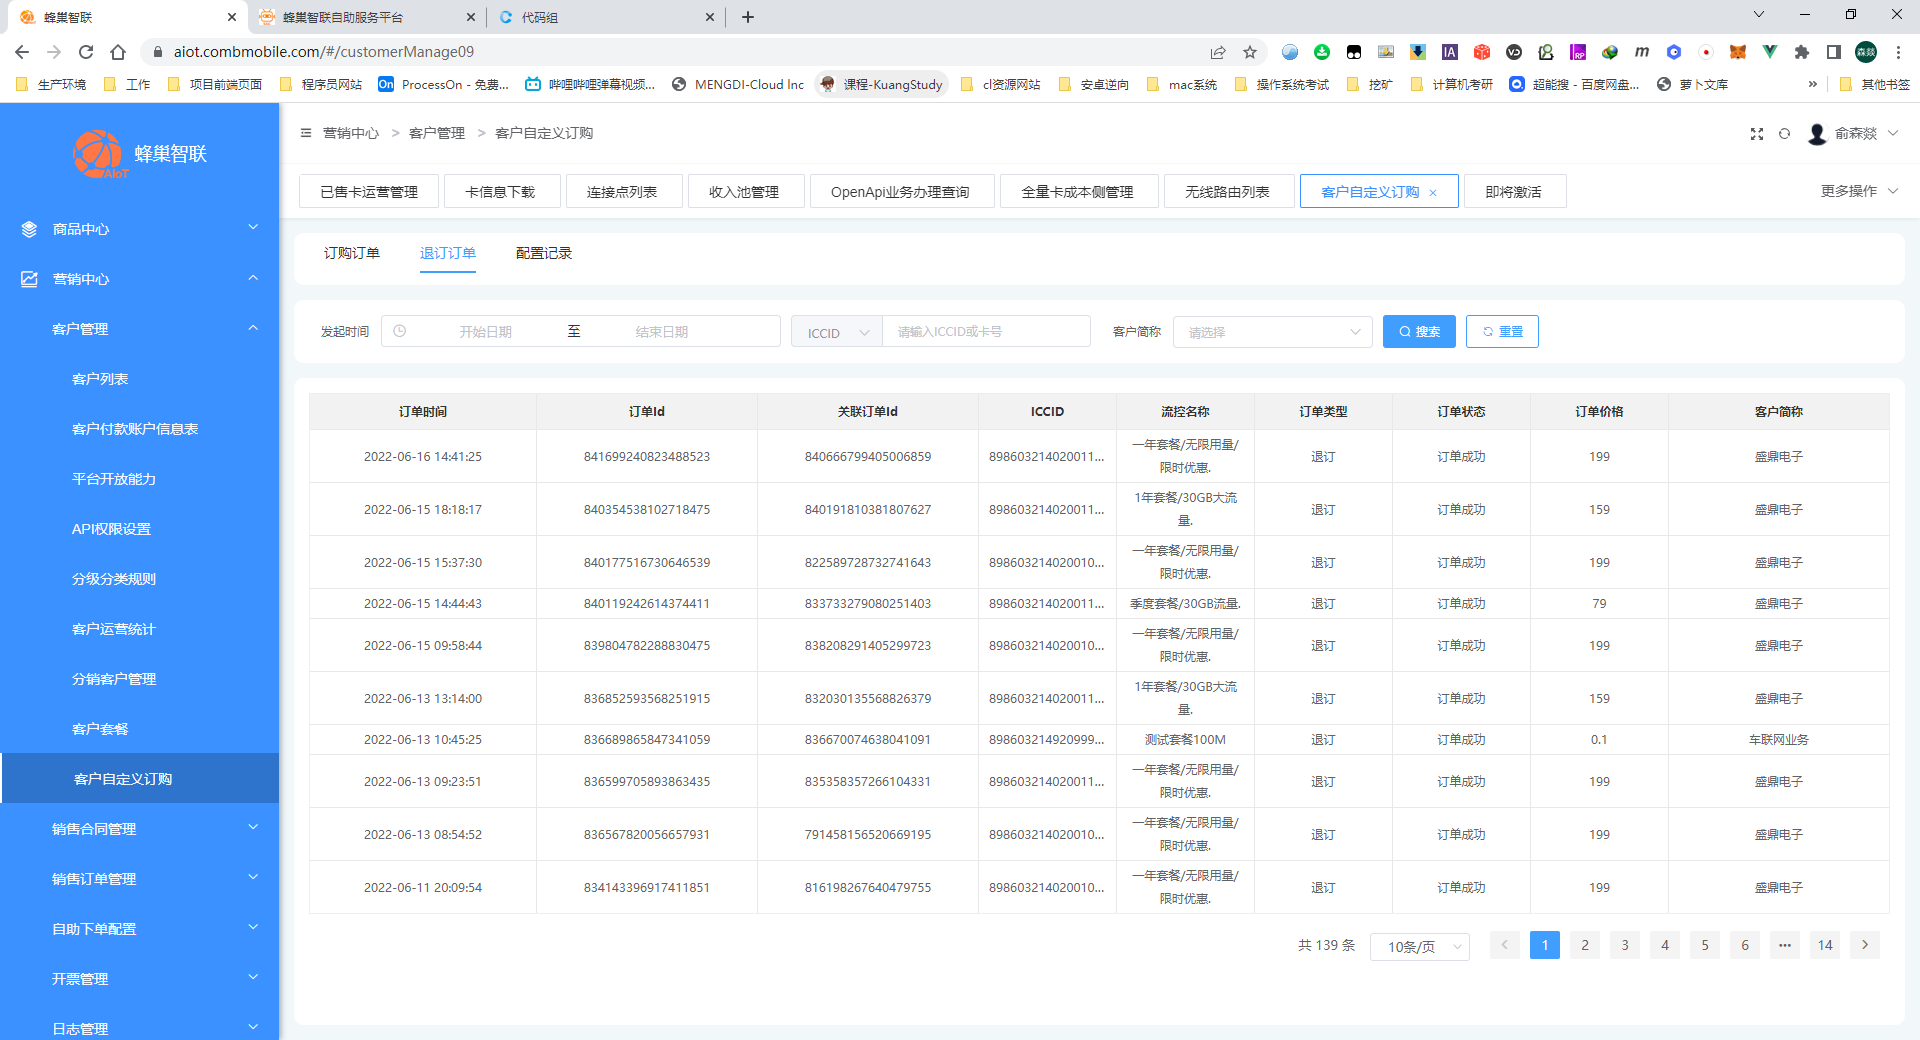 蜂巢智联
蜂巢智联自助服务平台
代码组
aiot.combmobile.com/#/customerManage09
生产环境 工作 项目前端页面 程序员网站 ProcessOn - 免费... 哔哩哔哩弹幕视频... MENGDI-Cloud Inc 课程-KuangStudy cl资源网站 安卓逆向 mac系统 操作系统考试 挖矿 计算机考研 超能搜 - 百度网盘... 萝卜文库 » 其他书签
AIoT
蜂巢智联
商品中心
营销中心
客户管理
客户列表
客户付款账户信息表
平台开放能力
API权限设置
分级分类规则
客户运营统计
分销客户管理
客户套餐
客户自定义订购
销售合同管理
销售订单管理
自助下单配置
开票管理
日志管理
营销中心 > 客户管理 > 客户自定义订购
俞森燚
已售卡运营管理 卡信息下载 连接点列表 收入池管理 OpenApi业务办理查询 全量卡成本侧管理 无线路由列表 客户自定义订购 × 即将激活 更多操作
订购订单 退订订单 配置记录
发起时间 开始日期 至 结束日期 ICCID 请输入ICCID或卡号 客户简称 请选择 搜索 重置
订单时间 订单Id 关联订单Id ICCID 流控名称 订单类型 订单状态 订单价格 客户简称
2022-06-16 14:41:25 841699240823488523 840666799405006859 898603214020011... 一年套餐/无限用量/限时优惠. 退订 订单成功 199 盛鼎电子
2022-06-15 18:18:17 840354538102718475 840191810381807627 898603214020011... 1年套餐/30GB大流量. 退订 订单成功 159 盛鼎电子
2022-06-15 15:37:30 840177516730646539 822589728732741643 898603214020010... 一年套餐/无限用量/限时优惠. 退订 订单成功 199 盛鼎电子
2022-06-15 14:44:43 840119242614374411 833733279080251403 898603214020011... 季度套餐/30GB流量. 退订 订单成功 79 盛鼎电子
2022-06-15 09:58:44 839804782288830475 838208291405299723 898603214020010... 一年套餐/无限用量/限时优惠. 退订 订单成功 199 盛鼎电子
2022-06-13 13:14:00 836852593568251915 832030135568826379 898603214020011... 1年套餐/30GB大流量. 退订 订单成功 159 盛鼎电子
2022-06-13 10:45:25 836689865847341059 836670074638041091 898603214920999... 测试套餐100M 退订 订单成功 0.1 车联网业务
2022-06-13 09:23:51 836599705893863435 835358357266104331 898603214020011... 一年套餐/无限用量/限时优惠. 退订 订单成功 199 盛鼎电子
2022-06-13 08:54:52 836567820056657931 791458156520669195 898603214020010... 一年套餐/无限用量/限时优惠. 退订 订单成功 199 盛鼎电子
2022-06-11 20:09:54 834143396917411851 816198267640479755 898603214020010... 一年套餐/无限用量/限时优惠. 退订 订单成功 199 盛鼎电子
共 139 条 10条/页 1 2 3 4 5 6 ••• 14